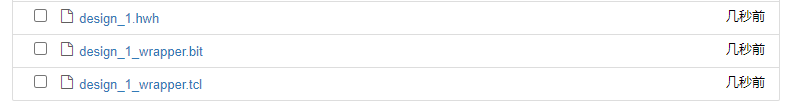 design_1.hwh 几秒前
design_1_wrapper.bit 几秒前
design_1_wrapper.tcl 几秒前